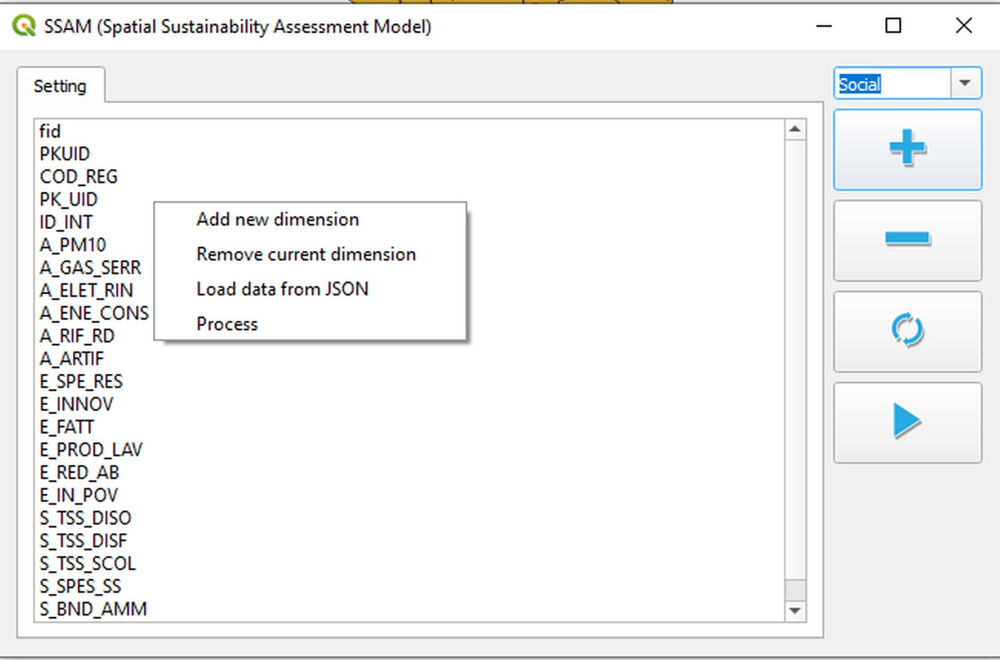 SSAM (Spatial Sustainability Assessment Model)
Setting
Social
fid
PKUID
COD_REG
PK_UID
ID_INT
A_PM10
A_GAS_SERR
A_ELET_RIN
A_ENE_CONS
A_RIF_RD
A_ARTIF
E_SPE_RES
E_INNOV
E_FATT
E_PROD_LAV
E_RED_AB
E_IN_POV
S_TSS_DISO
S_TSS_DISF
S_TSS_SCOL
S_SPES_SS
S_BND_AMM
Add new dimension
Remove current dimension
Load data from JSON
Process